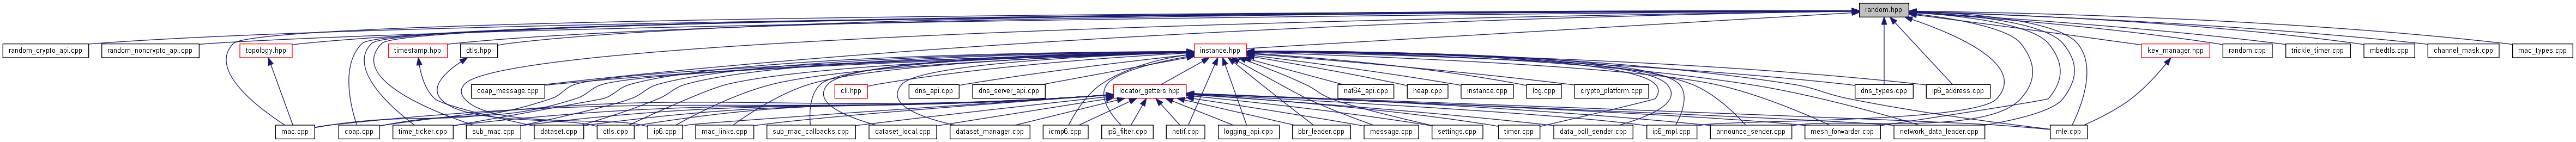 random.hpp
random_crypto_api.cpp
random_noncrypto_api.cpp
topology.hpp
timestamp.hpp
dtls.hpp
instance.hpp
key_manager.hpp
random.cpp
trickle_timer.cpp
mbedtls.cpp
channel_mask.cpp
mac_types.cpp
coap_message.cpp
cli.hpp
dns_api.cpp
dns_server_api.cpp
locator_getters.hpp
nat64_api.cpp
heap.cpp
instance.cpp
log.cpp
crypto_platform.cpp
dns_types.cpp
ip6_address.cpp
mac.cpp
coap.cpp
time_ticker.cpp
sub_mac.cpp
dataset.cpp
dtls.cpp
ip6.cpp
mac_links.cpp
sub_mac_callbacks.cpp
dataset_local.cpp
dataset_manager.cpp
icmp6.cpp
ip6_filter.cpp
netif.cpp
logging_api.cpp
bbr_leader.cpp
message.cpp
settings.cpp
timer.cpp
data_poll_sender.cpp
ip6_mpl.cpp
announce_sender.cpp
mesh_forwarder.cpp
network_data_leader.cpp
mle.cpp